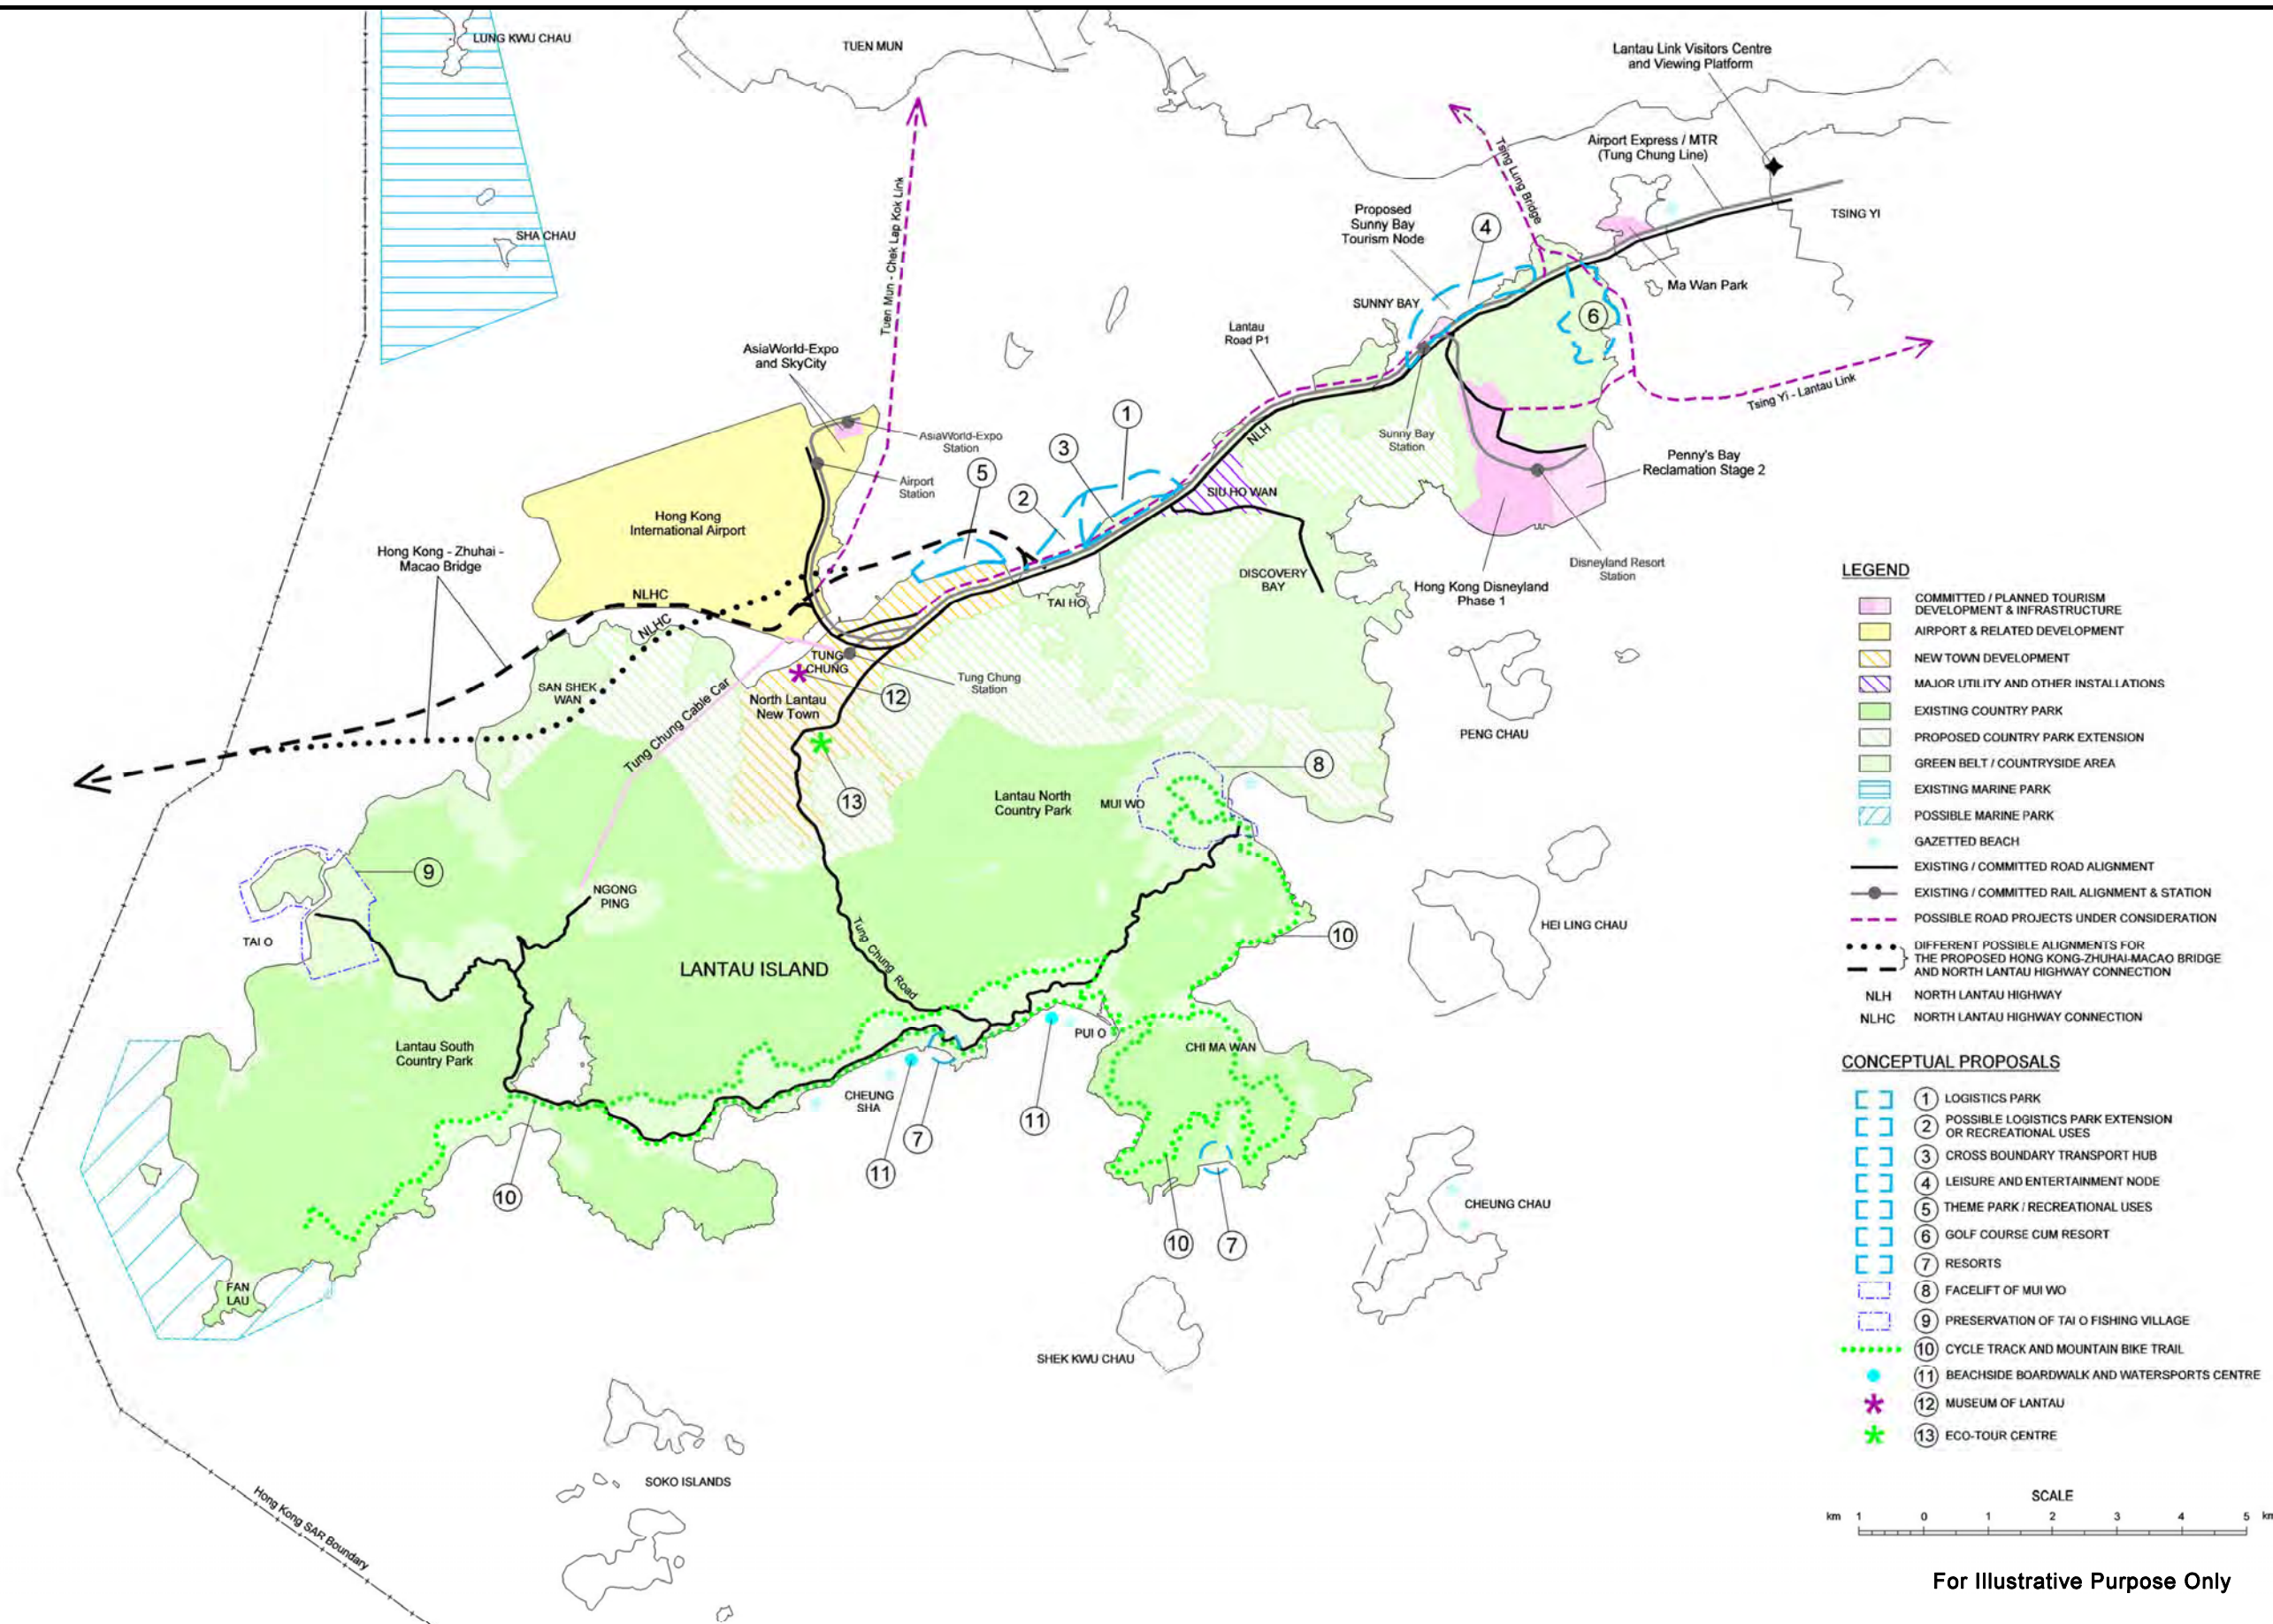 LUNG KWU CHAU
TUEN MUN
Lantau Link Visitors Centre
and Viewing Platform
Airport Express / MTR
(Tung Chung Line)
Tsing Lung Bridge
TSING YI
Proposed
Sunny Bay
Tourism Node
4
SHA CHAU
Tuen Mun - Chek Lap Kok Link
Ma Wan Park
SUNNY BAY
6
Lantau
Road P1
AsiaWorld-Expo
and SkyCity
Tsing Yi - Lantau Link
1
AsiaWorld-Expo
Station
NLH
Sunny Bay
Station
3
5
Penny's Bay
Reclamation Stage 2
Airport
Station
2
SIU HO WAN
Hong Kong
International Airport
Hong Kong - Zhuhai -
Macao Bridge
Disneyland Resort
Station
DISCOVERY
BAY
Hong Kong Disneyland
Phase 1
NLHC
TAI HO
NLHC
TUNG
CHUNG
Tung Chung
Station
SAN SHEK
WAN
12
North Lantau
New Town
Tung Chung Cable Car
PENG CHAU
8
13
Lantau North
Country Park
MUI WO
9
NGONG
PING
TAI O
HEI LING CHAU
10
Tung Chung Road
LANTAU ISLAND
PUI O
Lantau South
Country Park
CHI MA WAN
CHEUNG
SHA
11
7
11
10
CHEUNG CHAU
10
7
FAN
LAU
SHEK KWU CHAU
SOKO ISLANDS
Hong Kong SAR Boundary
LEGEND
COMMITTED / PLANNED TOURISM
DEVELOPMENT & INFRASTRUCTURE
AIRPORT & RELATED DEVELOPMENT
NEW TOWN DEVELOPMENT
MAJOR UTILITY AND OTHER INSTALLATIONS
EXISTING COUNTRY PARK
PROPOSED COUNTRY PARK EXTENSION
GREEN BELT / COUNTRYSIDE AREA
EXISTING MARINE PARK
POSSIBLE MARINE PARK
GAZETTED BEACH
EXISTING / COMMITTED ROAD ALIGNMENT
EXISTING / COMMITTED RAIL ALIGNMENT & STATION
POSSIBLE ROAD PROJECTS UNDER CONSIDERATION
DIFFERENT POSSIBLE ALIGNMENTS FOR
THE PROPOSED HONG KONG-ZHUHAI-MACAO BRIDGE
AND NORTH LANTAU HIGHWAY CONNECTION
NLH NORTH LANTAU HIGHWAY
NLHC NORTH LANTAU HIGHWAY CONNECTION
CONCEPTUAL PROPOSALS
1 LOGISTICS PARK
2 POSSIBLE LOGISTICS PARK EXTENSION
OR RECREATIONAL USES
3 CROSS BOUNDARY TRANSPORT HUB
4 LEISURE AND ENTERTAINMENT NODE
5 THEME PARK / RECREATIONAL USES
6 GOLF COURSE CUM RESORT
7 RESORTS
8 FACELIFT OF MUI WO
9 PRESERVATION OF TAI O FISHING VILLAGE
10 CYCLE TRACK AND MOUNTAIN BIKE TRAIL
11 BEACHSIDE BOARDWALK AND WATERSPORTS CENTRE
12 MUSEUM OF LANTAU
13 ECO-TOUR CENTRE
SCALE
km 1 0 1 2 3 4 5 km
For Illustrative Purpose Only